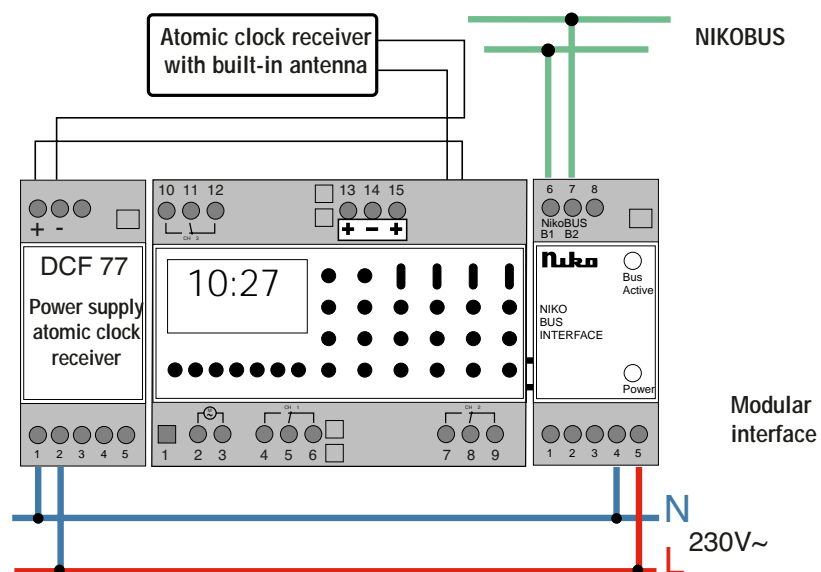 Atomic clock receiver
with built-in antenna
NIKOBUS
+ -
DCF 77
Power supply
atomic clock
receiver
1 2 3 4 5
10 11 12
CH 3
13 14 15
+ - +
10:27
1 2 3 4 5 6 7 8 9
CH 1
CH 2
6 7 8
NikoBUS
B1 B2
Niko
Bus
Active
NIKO
BUS
INTERFACE
Power
1 2 3 4 5
Modular
interface
N
230V~
L